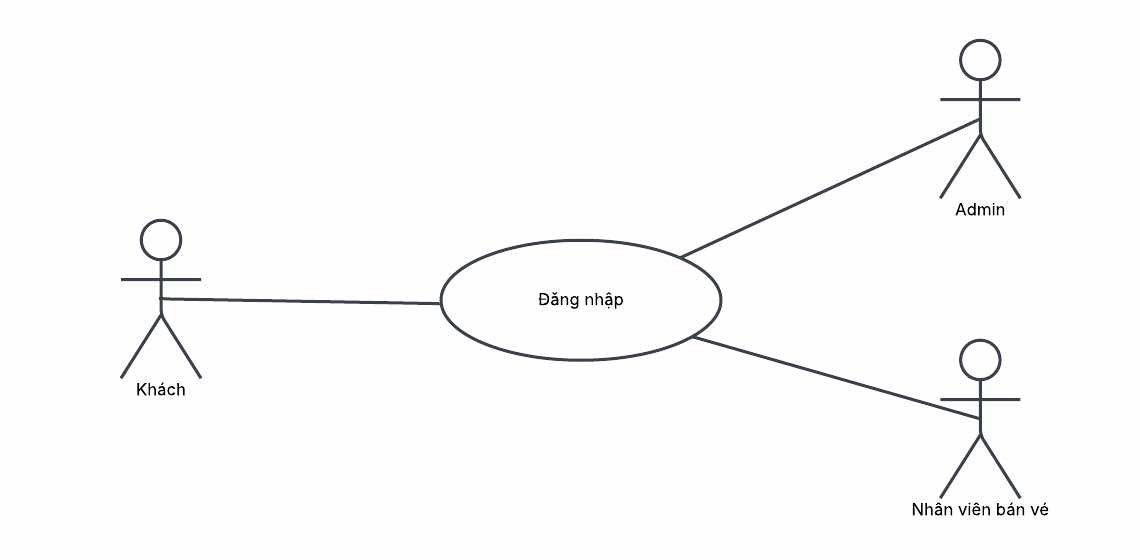 Admin
Đăng nhập
Khách
Nhân viên bán vé